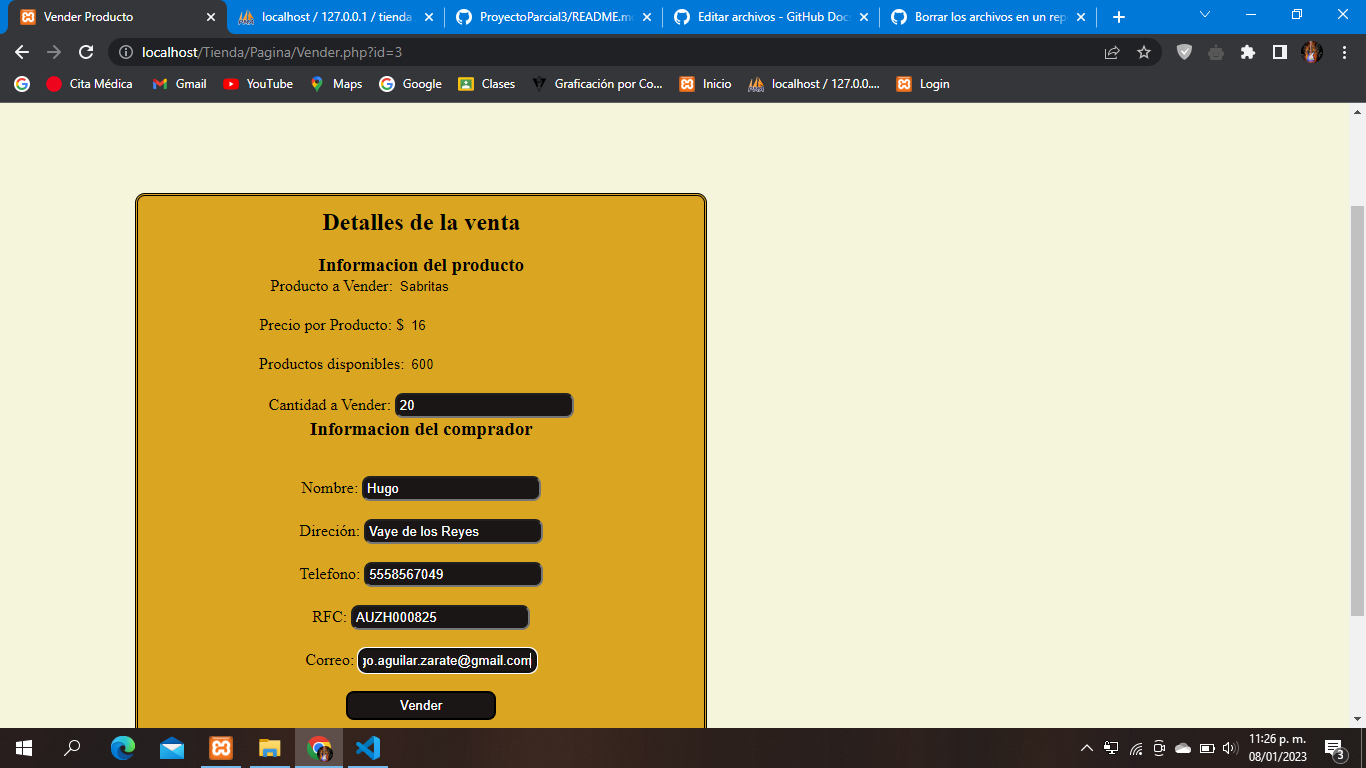 Vender Producto
localhost / 127.0.0.1 / tienda
ProyectoParcial3/README.m
Editar archivos - GitHub Doc
Borrar los archivos en un rep
localhost/Tienda/Pagina/Vender.php?id=3
Cita Médica Gmail YouTube Maps Google Clases Graficación por Co... Inicio localhost / 127.0.0.... Login
Detalles de la venta
Informacion del producto
Producto a Vender: Sabritas
Precio por Producto: $ 16
Productos disponibles: 600
Cantidad a Vender: 20
Informacion del comprador
Nombre: Hugo
Direción: Vaye de los Reyes
Telefono: 5558567049
RFC: AUZH000825
Correo: go.aguilar.zarate@gmail.com
Vender
11:26 p. m.
08/01/2023
3